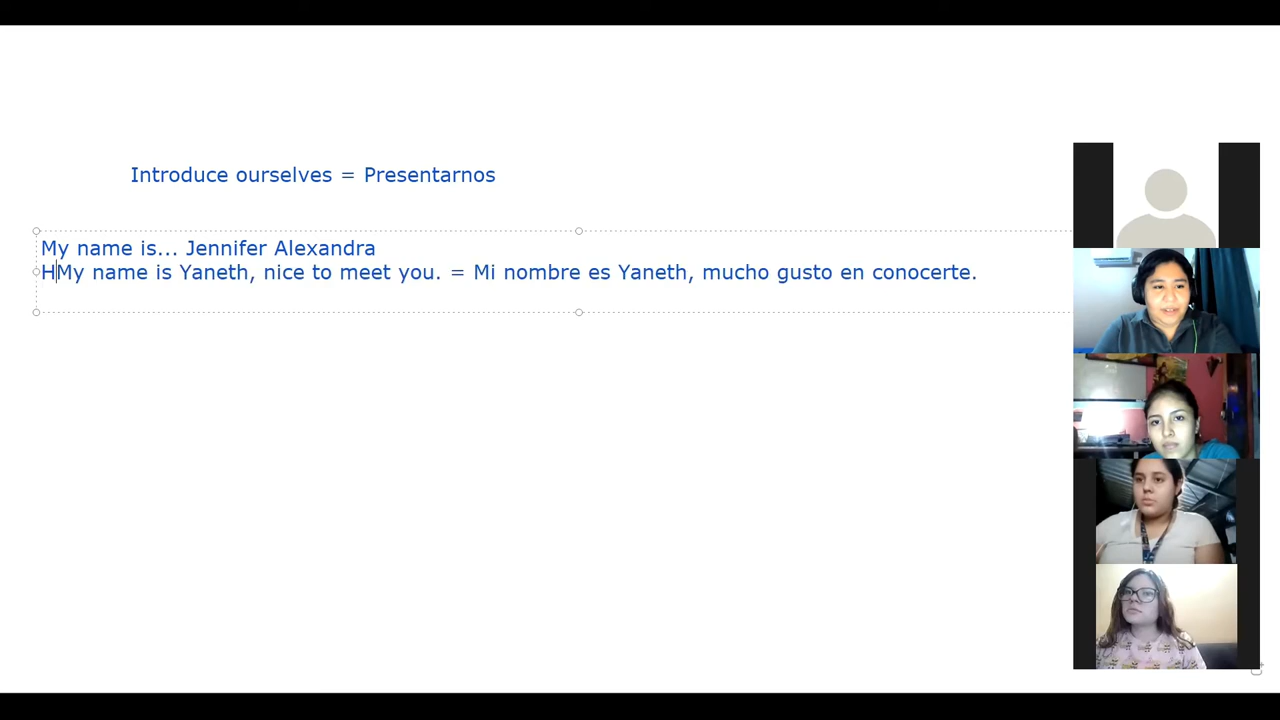 Introduce ourselves = Presentarnos
My name is... Jennifer Alexandra
HMy name is Yaneth, nice to meet you. = Mi nombre es Yaneth, mucho gusto en conocerte.